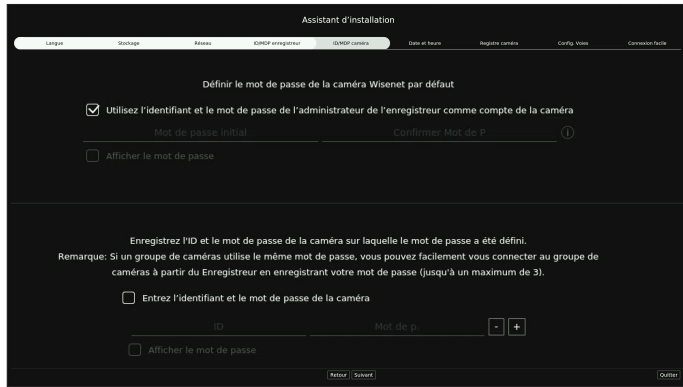 Assistant d’installation
Langue Stockage Réseau ID/MDP enregistreur ID/MDP caméra Date et heure Registre caméra Config. Voies Connexion facile
Définir le mot de passe de la caméra Wisenet par défaut
Utilisez l’identifiant et le mot de passe de l’administrateur de l’enregistreur comme compte de la caméra
Mot de passe Initial Confirmer Mot de P
Afficher le mot de passe
Enregistrez l'ID et le mot de passe de la caméra sur laquelle le mot de passe a été défini.
Remarque: Si un groupe de caméras utilise le même mot de passe, vous pouvez facilement vous connecter au groupe de
caméras à partir du Enregistreur en enregistrant votre mot de passe (jusqu'à un maximum de 3).
Entrez l’identifiant et le mot de passe de la caméra
ID Mot de p. - +
Afficher le mot de passe
Retour Suivant Quitter